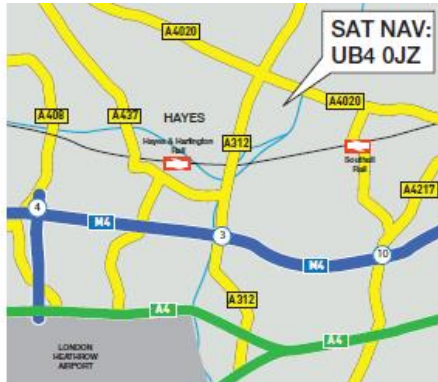 A4020
SAT NAV:
UB4 0JZ
A408
A437
HAYES
A4020
Hayes & Harlington
Rail
A312
Southall
Rail
A4217
4
M4
3
10
M4
A312
A4
A4
LONDON
HEATHROW
AIRPORT